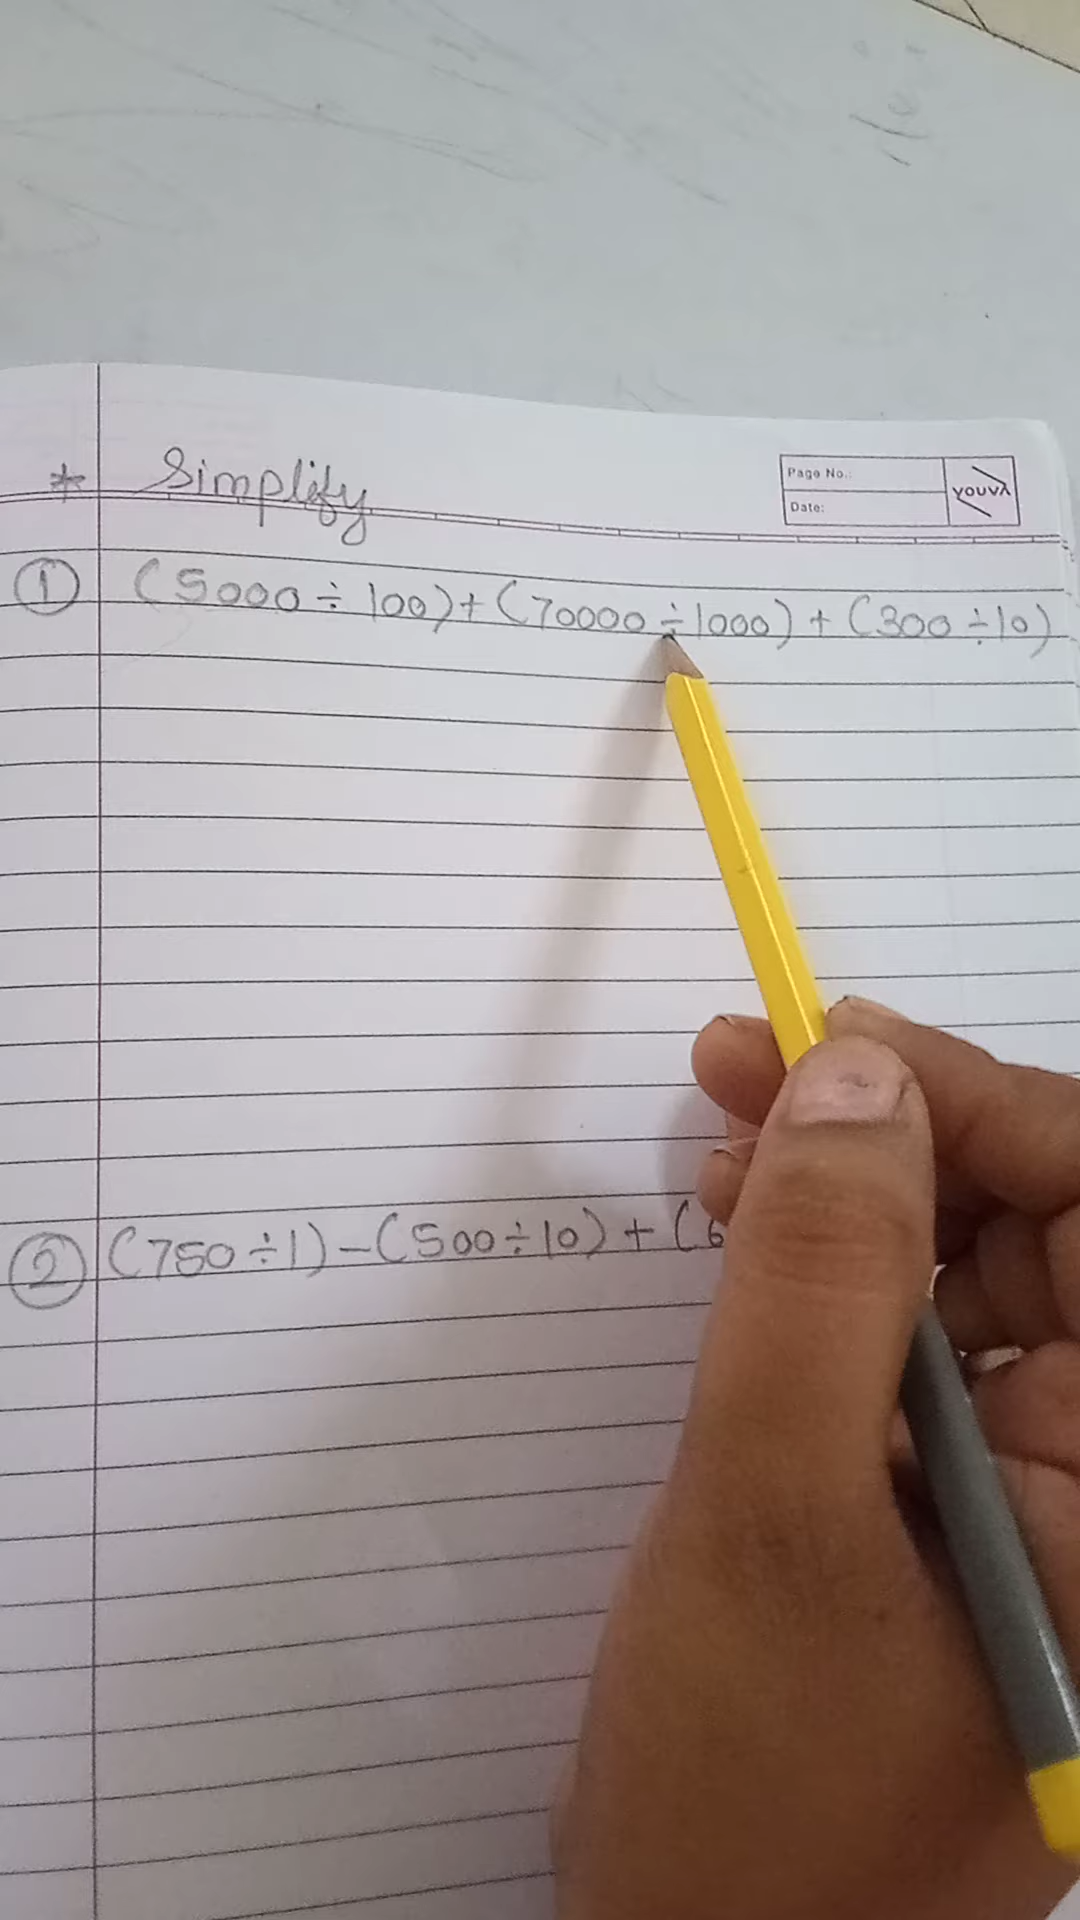 * Simplify
Page No.:
Date:
youvA
① (5000 ÷ 100) + (70000 ÷ 1000) + (300 ÷ 10)
② (750 ÷ 1) - (500 ÷ 10) + (6